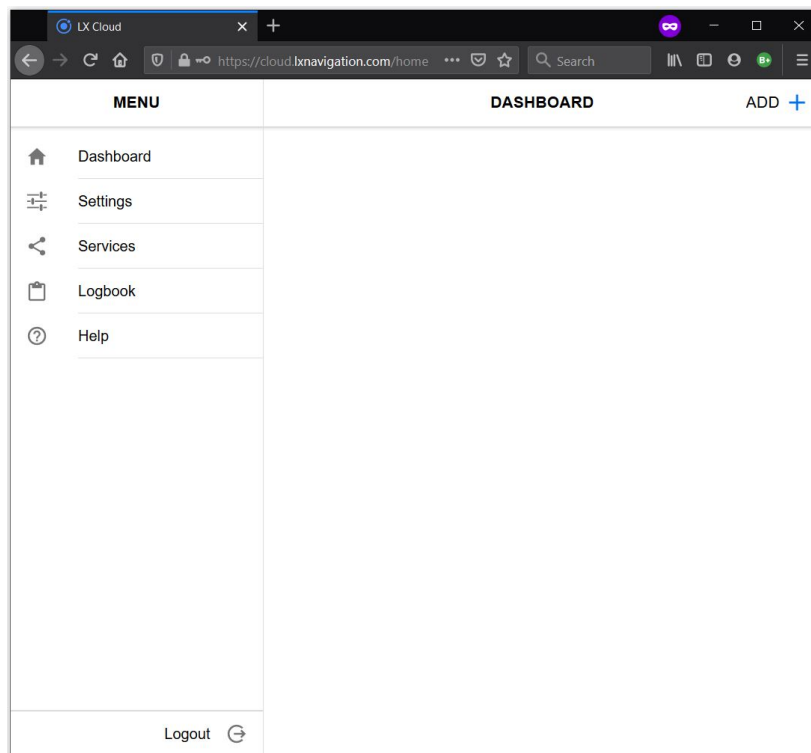 LX Cloud
https://cloud.lxnavigation.com/home
Search
B+
MENU
DASHBOARD
ADD
Dashboard
Settings
Services
Logbook
Help
Logout